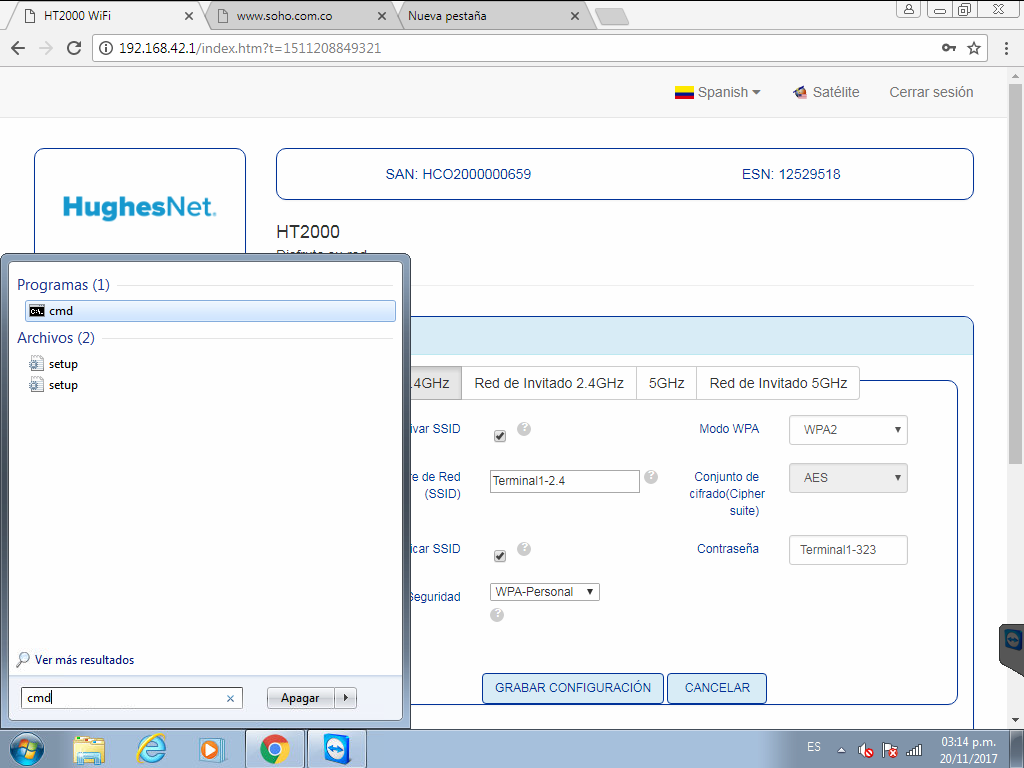 HT2000 WiFi
www.soho.com.co
Nueva pestaña
192.168.42.1/index.htm?t=1511208849321
Spanish
Satélite
Cerrar sesión
HughesNet.
SAN: HCO2000000659
ESN: 12529518
HT2000
Disfrute su red
Programas (1)
cmd
Archivos (2)
setup
setup
Ver más resultados
cmd
Apagar
.4GHz
Red de Invitado 2.4GHz
5GHz
Red de Invitado 5GHz
ivar SSID
Modo WPA
WPA2
re de Red
(SSID)
Terminal1-2.4
Conjunto de
cifrado(Cipher
suite)
AES
icar SSID
Contraseña
Terminal1-323
Seguridad
WPA-Personal
GRABAR CONFIGURACIÓN
CANCELAR
ES
03:14 p.m.
20/11/2017